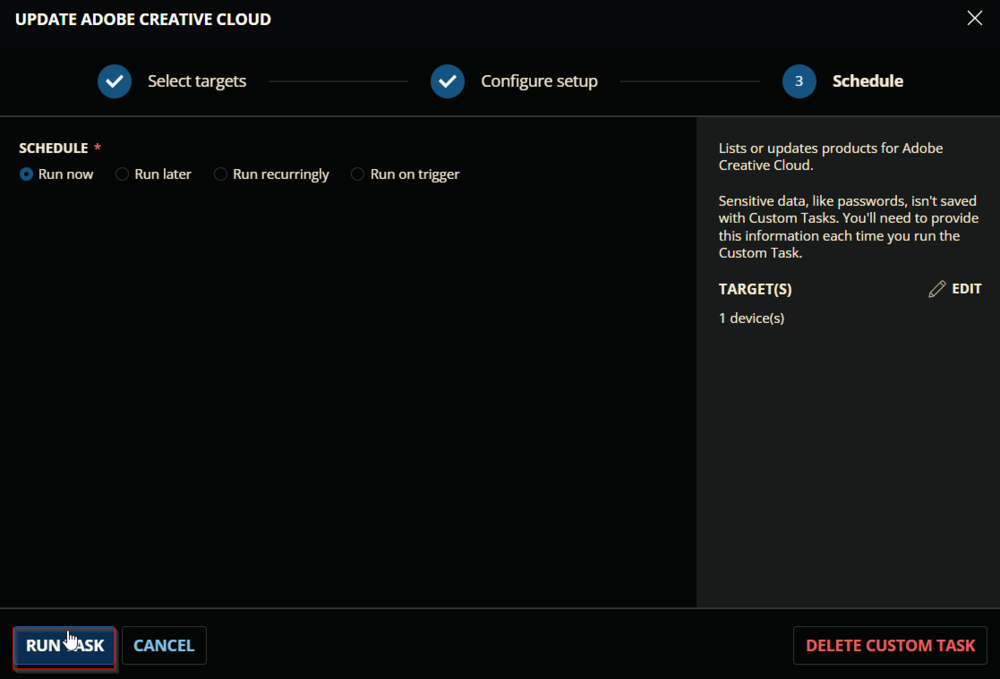 UPDATE ADOBE CREATIVE CLOUD
Select targets
Configure setup
3 Schedule
SCHEDULE *
Run now Run later Run recurringly Run on trigger
Lists or updates products for Adobe
Creative Cloud.
Sensitive data, like passwords, isn't saved
with Custom Tasks. You'll need to provide
this information each time you run the
Custom Task.
TARGET(S)
EDIT
1 device(s)
RUN TASK
CANCEL
DELETE CUSTOM TASK